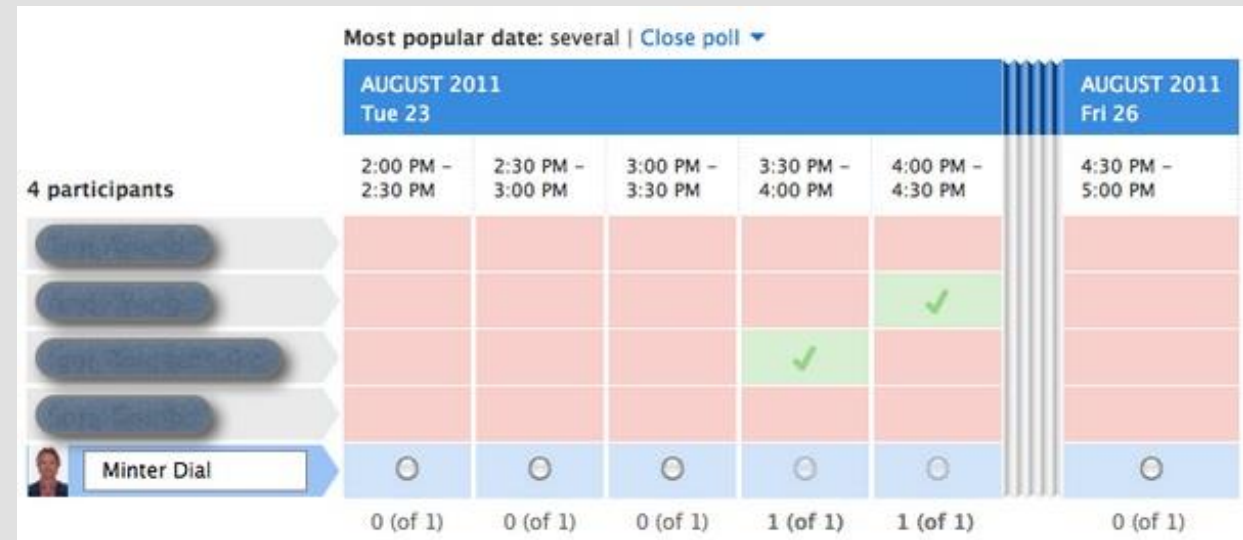 Most popular date: several | Close poll
AUGUST 2011
Tue 23
AUGUST 2011
Fri 26
4 participants
2:00 PM –
2:30 PM
2:30 PM –
3:00 PM
3:00 PM –
3:30 PM
3:30 PM –
4:00 PM
4:00 PM –
4:30 PM
4:30 PM –
5:00 PM
Minter Dial
0 (of 1)
0 (of 1)
0 (of 1)
1 (of 1)
1 (of 1)
0 (of 1)